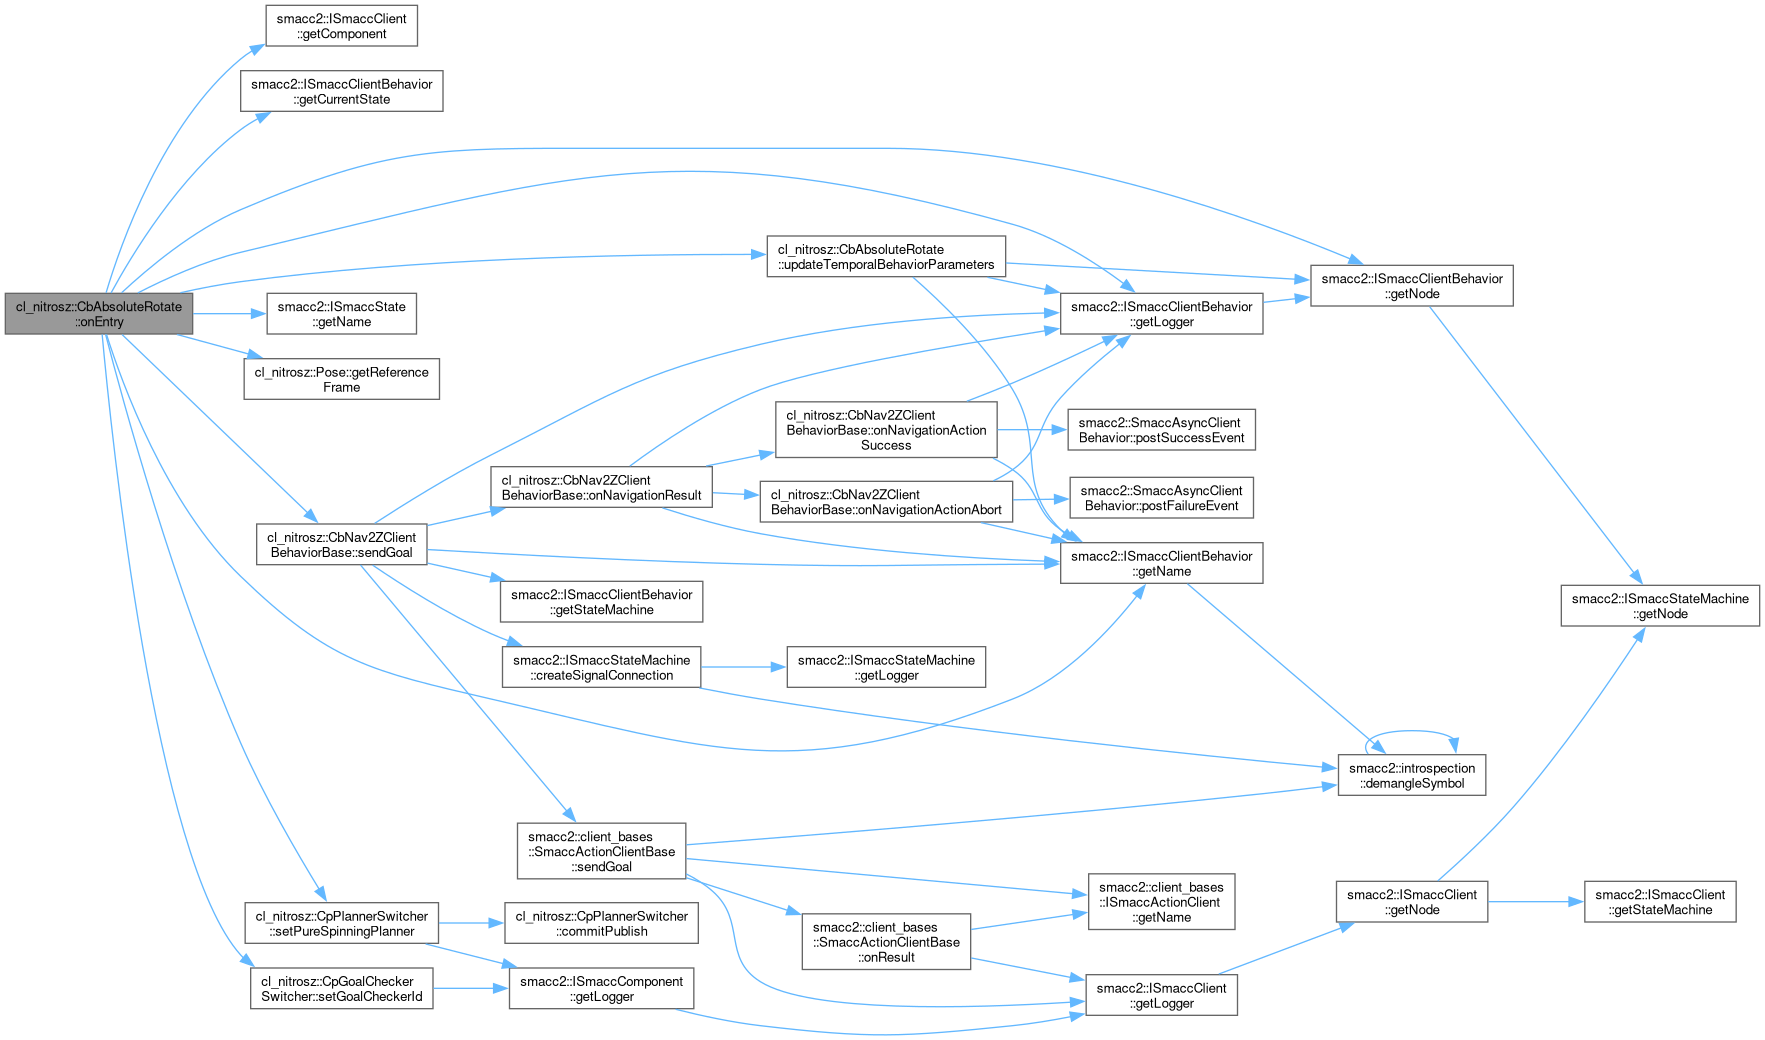 smacc2::ISmaccClient
::getComponent
smacc2::ISmaccClientBehavior
::getCurrentState
cl_nitrosz::CbAbsoluteRotate
::updateTemporalBehaviorParameters
smacc2::ISmaccClientBehavior
::getNode
cl_nitrosz::CbAbsoluteRotate
::onEntry
smacc2::ISmaccState
::getName
smacc2::ISmaccClientBehavior
::getLogger
cl_nitrosz::Pose::getReference
Frame
cl_nitrosz::CbNav2ZClient
BehaviorBase::onNavigationAction
Success
smacc2::SmaccAsyncClient
Behavior::postSuccessEvent
cl_nitrosz::CbNav2ZClient
BehaviorBase::onNavigationResult
cl_nitrosz::CbNav2ZClient
BehaviorBase::onNavigationActionAbort
smacc2::SmaccAsyncClient
Behavior::postFailureEvent
cl_nitrosz::CbNav2ZClient
BehaviorBase::sendGoal
smacc2::ISmaccClientBehavior
::getName
smacc2::ISmaccClientBehavior
::getStateMachine
smacc2::ISmaccStateMachine
::getNode
smacc2::ISmaccStateMachine
::createSignalConnection
smacc2::ISmaccStateMachine
::getLogger
smacc2::introspection
::demangleSymbol
smacc2::client_bases
::SmaccActionClientBase
::sendGoal
smacc2::client_bases
::ISmaccActionClient
::getName
smacc2::ISmaccClient
::getNode
smacc2::ISmaccClient
::getStateMachine
cl_nitrosz::CpPlannerSwitcher
::setPureSpinningPlanner
cl_nitrosz::CpPlannerSwitcher
::commitPublish
smacc2::client_bases
::SmaccActionClientBase
::onResult
cl_nitrosz::CpGoalChecker
Switcher::setGoalCheckerId
smacc2::ISmaccComponent
::getLogger
smacc2::ISmaccClient
::getLogger